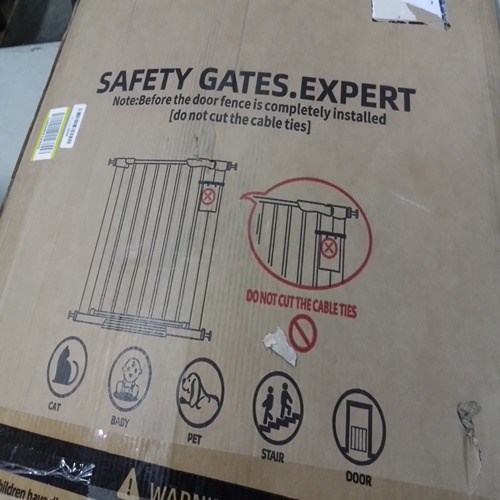 SAFETY GATES.EXPERT
Note:Before the door fence is completely installed
[do not cut the cable ties]
DO NOT CUT THE CABLE TIES
CAT
BABY
PET
STAIR
DOOR